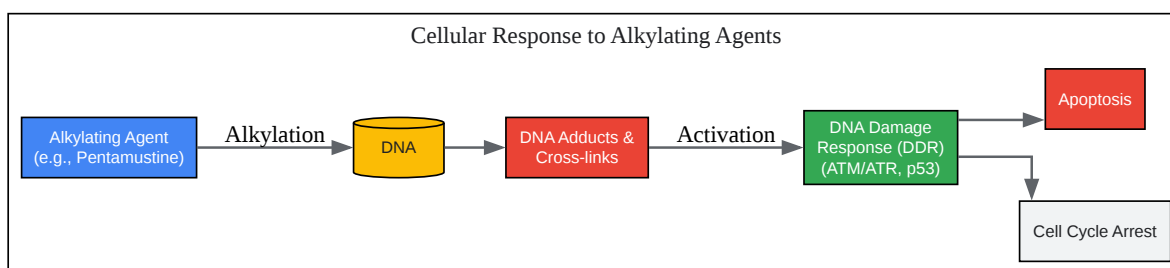 Cellular Response to Alkylating Agents
Alkylating Agent
(e.g., Pentamustine)
Alkylation
DNA
DNA Adducts &
Cross-links
Activation
DNA Damage
Response (DDR)
(ATM/ATR, p53)
Apoptosis
Cell Cycle Arrest